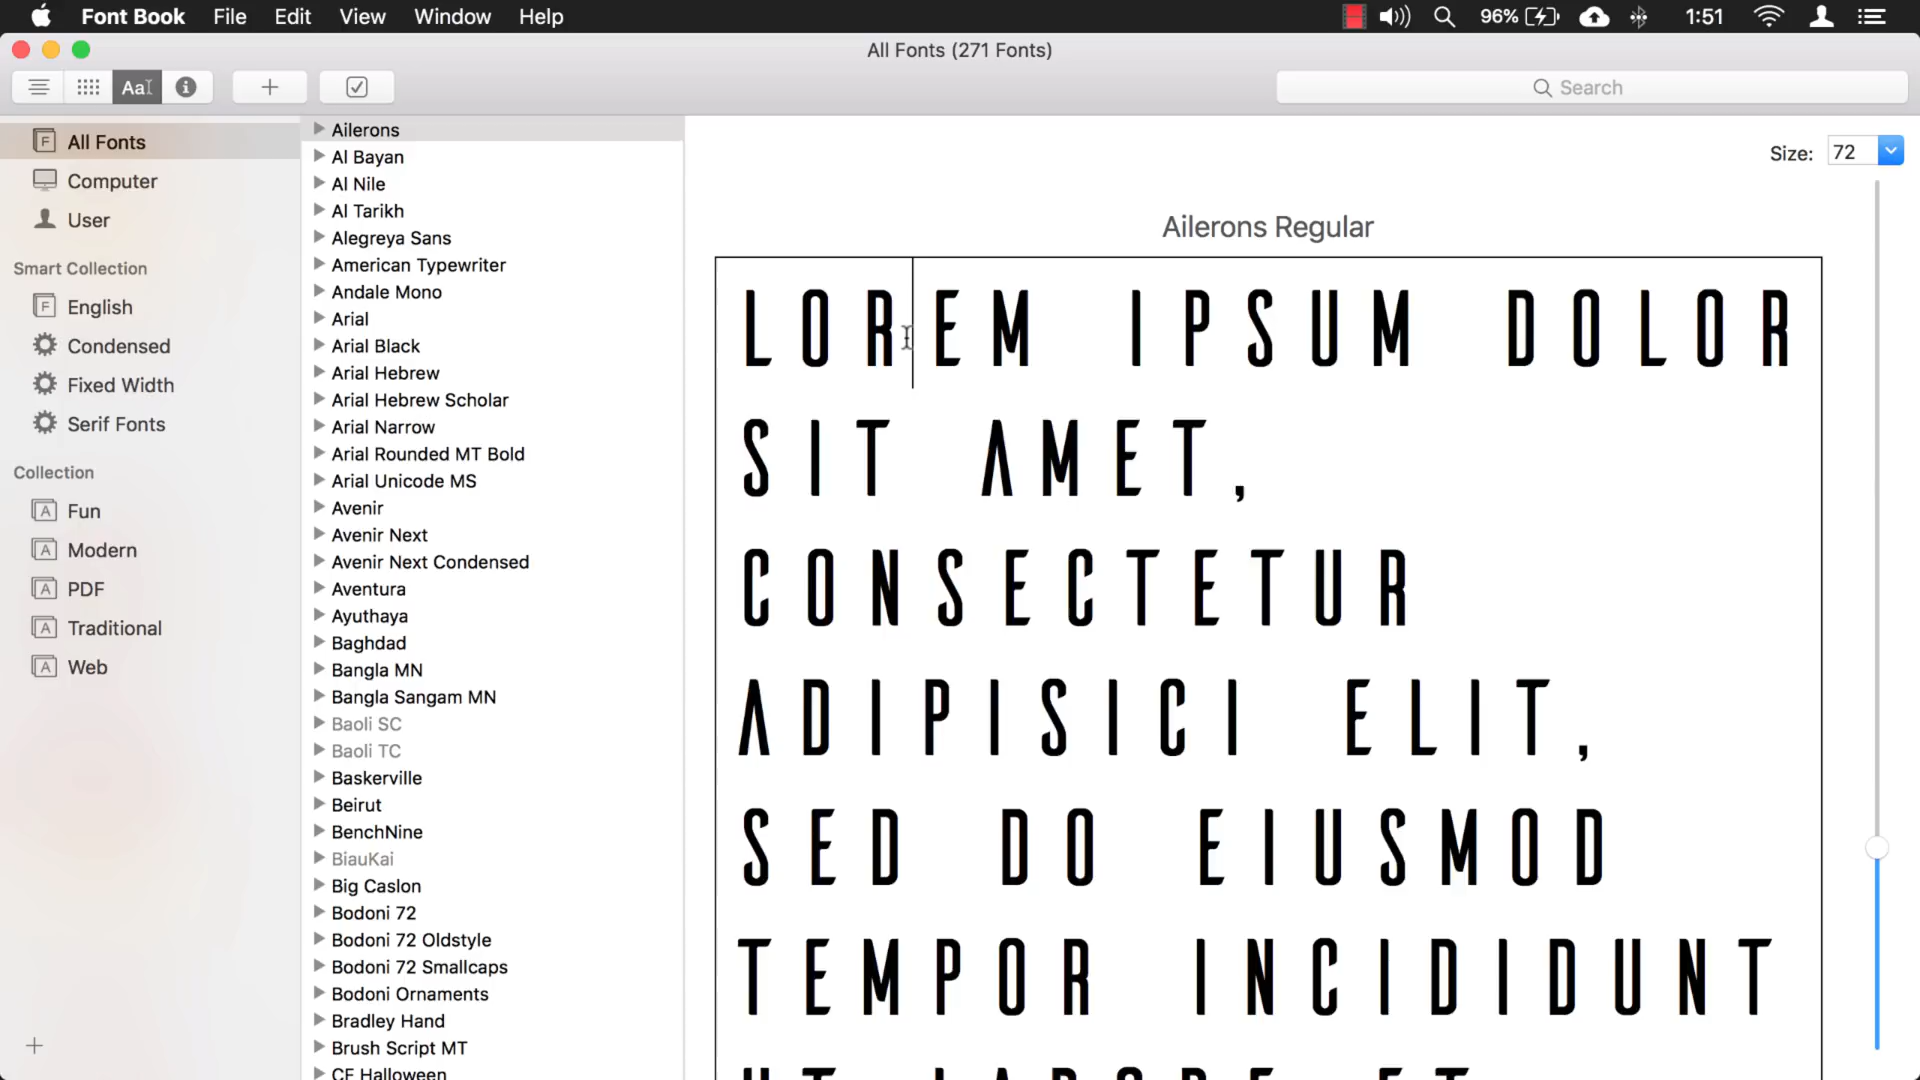 Font Book File Edit View Window Help 96% 1:51
All Fonts (271 Fonts)
Aa Search
All Fonts
Computer
User
Smart Collection
English
Condensed
Fixed Width
Serif Fonts
Collection
Fun
Modern
PDF
Traditional
Web
Ailerons
Al Bayan
Al Nile
Al Tarikh
Alegreya Sans
American Typewriter
Andale Mono
Arial
Arial Black
Arial Hebrew
Arial Hebrew Scholar
Arial Narrow
Arial Rounded MT Bold
Arial Unicode MS
Avenir
Avenir Next
Avenir Next Condensed
Aventura
Ayuthaya
Baghdad
Bangla MN
Bangla Sangam MN
Baoli SC
Baoli TC
Baskerville
Beirut
BenchNine
BiauKai
Big Caslon
Bodoni 72
Bodoni 72 Oldstyle
Bodoni 72 Smallcaps
Bodoni Ornaments
Bradley Hand
Brush Script MT
CF Halloween
Size: 72
Ailerons Regular
LOREM IPSUM DOLOR
SIT AMET,
CONSECTETUR
ADIPISICI ELIT,
SED DO EIUSMOD
TEMPOR INCIDIDUNT
UT LABORE ET